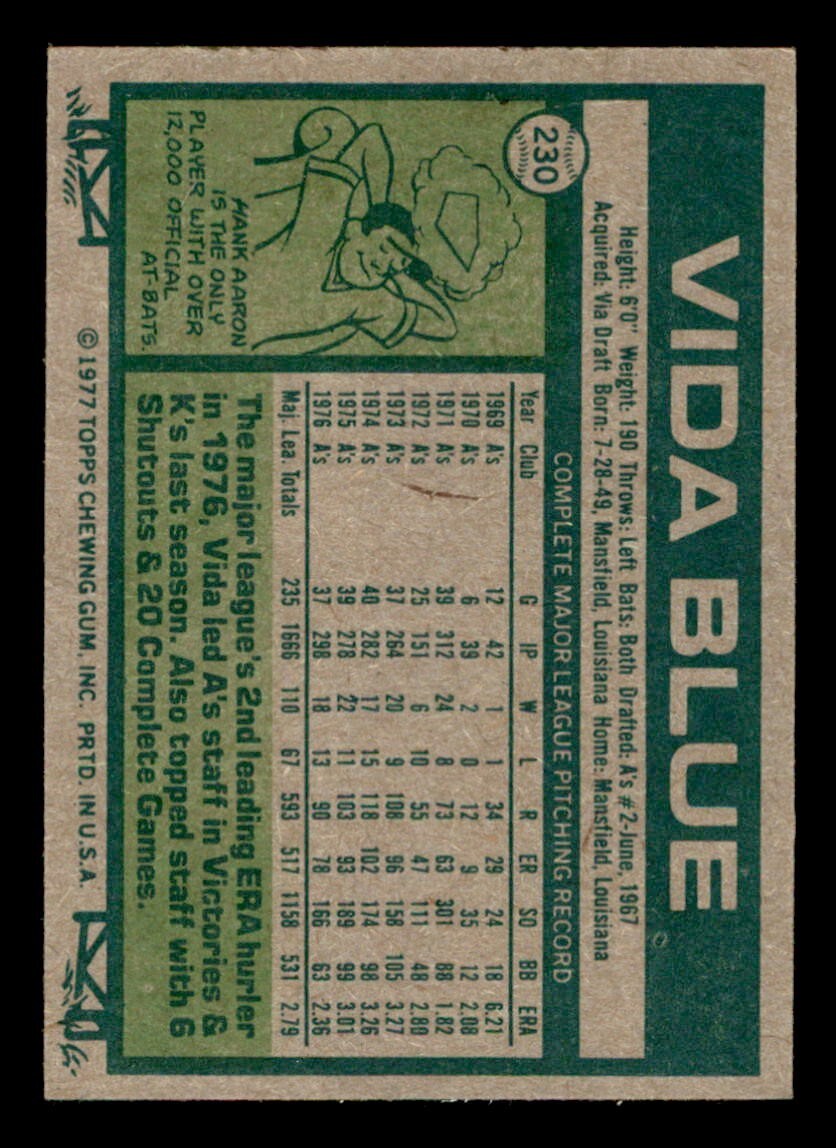 230
VIDA BLUE
Height: 6'0" Weight: 190 Throws: Left Bats: Both Drafted: A's #2-June, 1967
Acquired: Via Draft Born: 7-28-49, Mansfield, Louisiana Home: Mansfield, Louisiana
COMPLETE MAJOR LEAGUE PITCHING RECORD
Year Club G IP W L R ER SO BB ERA
1969 A's 12 42 1 1 34 29 24 18 6.21
1970 A's 6 39 2 0 12 9 35 12 2.08
1971 A's 39 312 24 8 73 63 301 88 1.82
1972 A's 25 151 6 10 55 47 111 48 2.80
1973 A's 37 264 20 9 108 96 158 105 3.27
1974 A's 40 282 17 15 118 102 174 98 3.26
1975 A's 39 278 22 11 103 93 189 99 3.01
1976 A's 37 298 18 13 90 78 166 63 2.36
Maj. Lea. Totals 235 1666 110 67 593 517 1158 531 2.79
HANK AARON
IS THE ONLY
PLAYER WITH OVER
12,000 OFFICIAL
AT-BATS.
The major league's 2nd leading ERA hurler
in 1976, Vida led A's staff in Victories &
K's last season. Also topped staff with 6
Shutouts & 20 Complete Games.
© 1977 TOPPS CHEWING GUM, INC. PRTD. IN U.S.A.